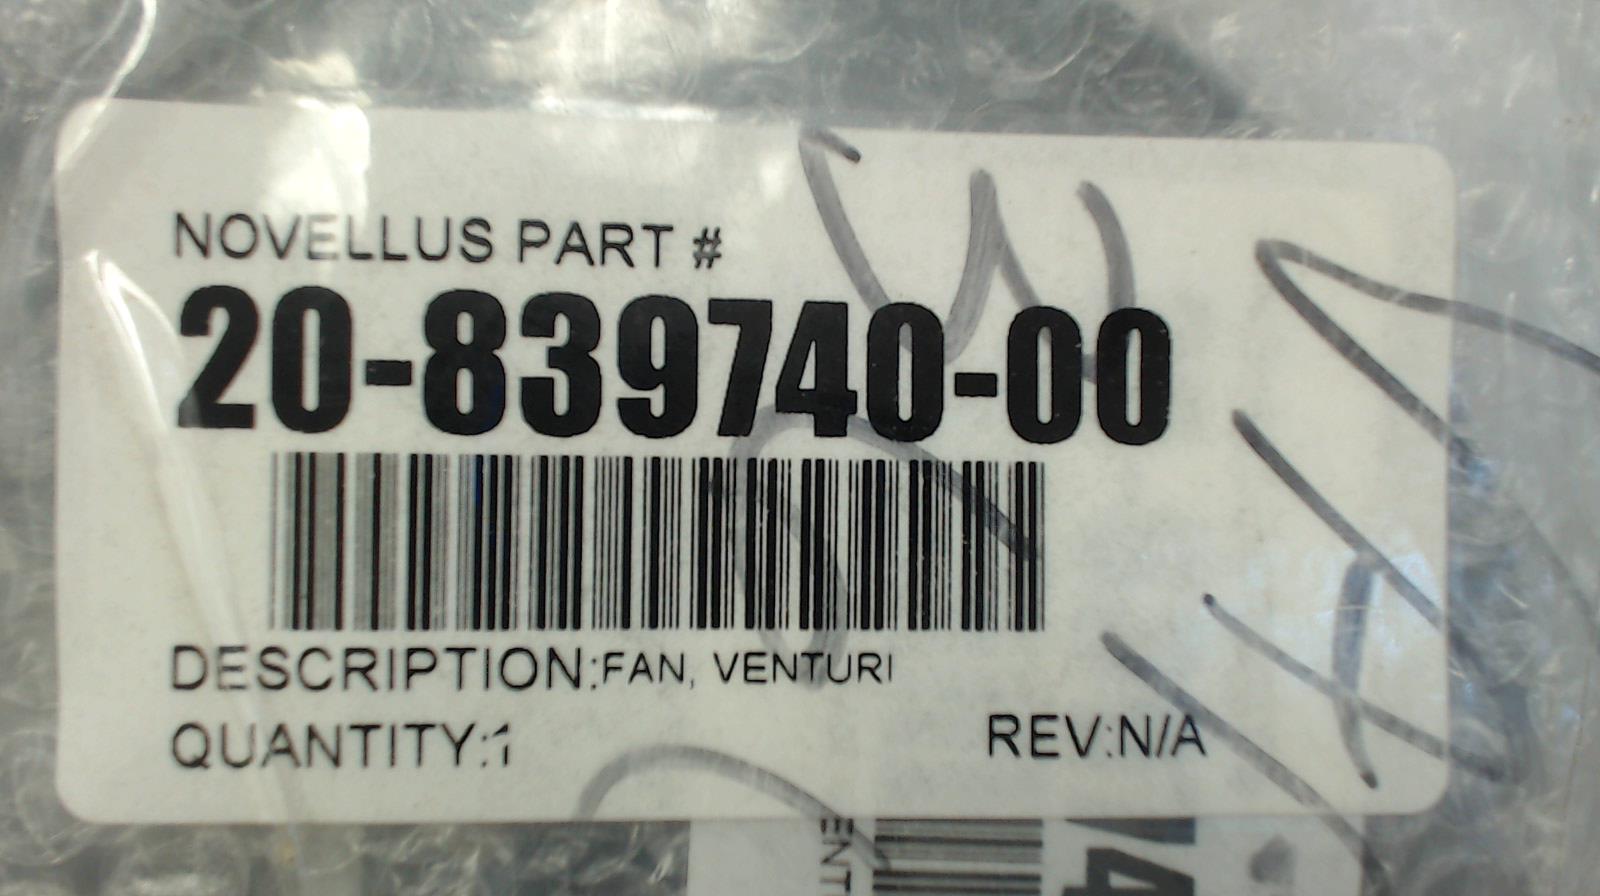 NOVELLUS PART #
20-839740-00
DESCRIPTION:FAN, VENTURI
QUANTITY:1
REV:N/A